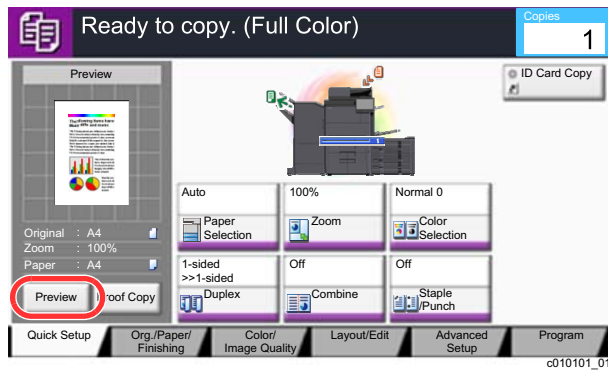 Ready to copy. (Full Color)
Copies
1
Preview
ID Card Copy
Original : A4
Zoom : 100%
Paper : A4
Preview
Proof Copy
Auto
Paper
Selection
100%
Zoom
Normal 0
Color
Selection
1-sided
>>1-sided
Duplex
Off
Combine
Off
Staple
/Punch
Quick Setup
Org./Paper/
Finishing
Color/
Image Quality
Layout/Edit
Advanced
Setup
Program
c010101_01